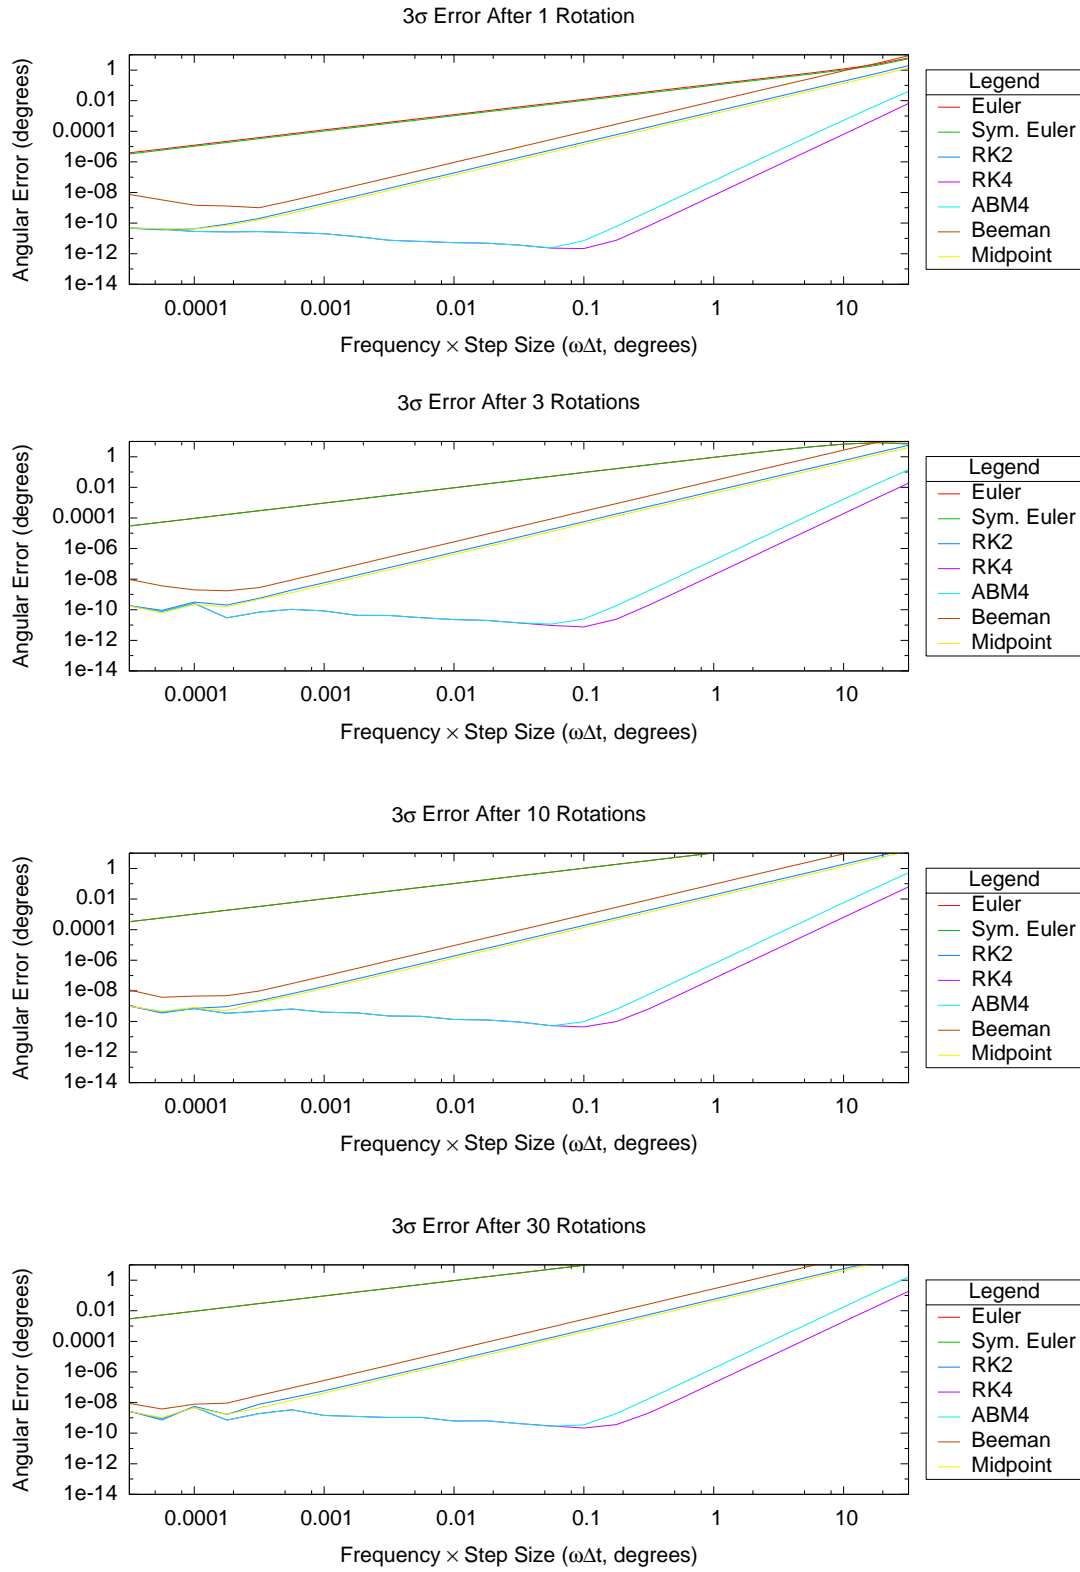 3σ Error After 1 Rotation
Angular Error (degrees)
1
0.01
0.0001
1e-06
1e-08
1e-10
1e-12
1e-14
0.0001 0.001 0.01 0.1 1 10
Frequency × Step Size (ωΔt, degrees)
Legend
Euler
Sym. Euler
RK2
RK4
ABM4
Beeman
Midpoint
3σ Error After 3 Rotations
Angular Error (degrees)
1
0.01
0.0001
1e-06
1e-08
1e-10
1e-12
1e-14
0.0001 0.001 0.01 0.1 1 10
Frequency × Step Size (ωΔt, degrees)
Legend
Euler
Sym. Euler
RK2
RK4
ABM4
Beeman
Midpoint
3σ Error After 10 Rotations
Angular Error (degrees)
1
0.01
0.0001
1e-06
1e-08
1e-10
1e-12
1e-14
0.0001 0.001 0.01 0.1 1 10
Frequency × Step Size (ωΔt, degrees)
Legend
Euler
Sym. Euler
RK2
RK4
ABM4
Beeman
Midpoint
3σ Error After 30 Rotations
Angular Error (degrees)
1
0.01
0.0001
1e-06
1e-08
1e-10
1e-12
1e-14
0.0001 0.001 0.01 0.1 1 10
Frequency × Step Size (ωΔt, degrees)
Legend
Euler
Sym. Euler
RK2
RK4
ABM4
Beeman
Midpoint